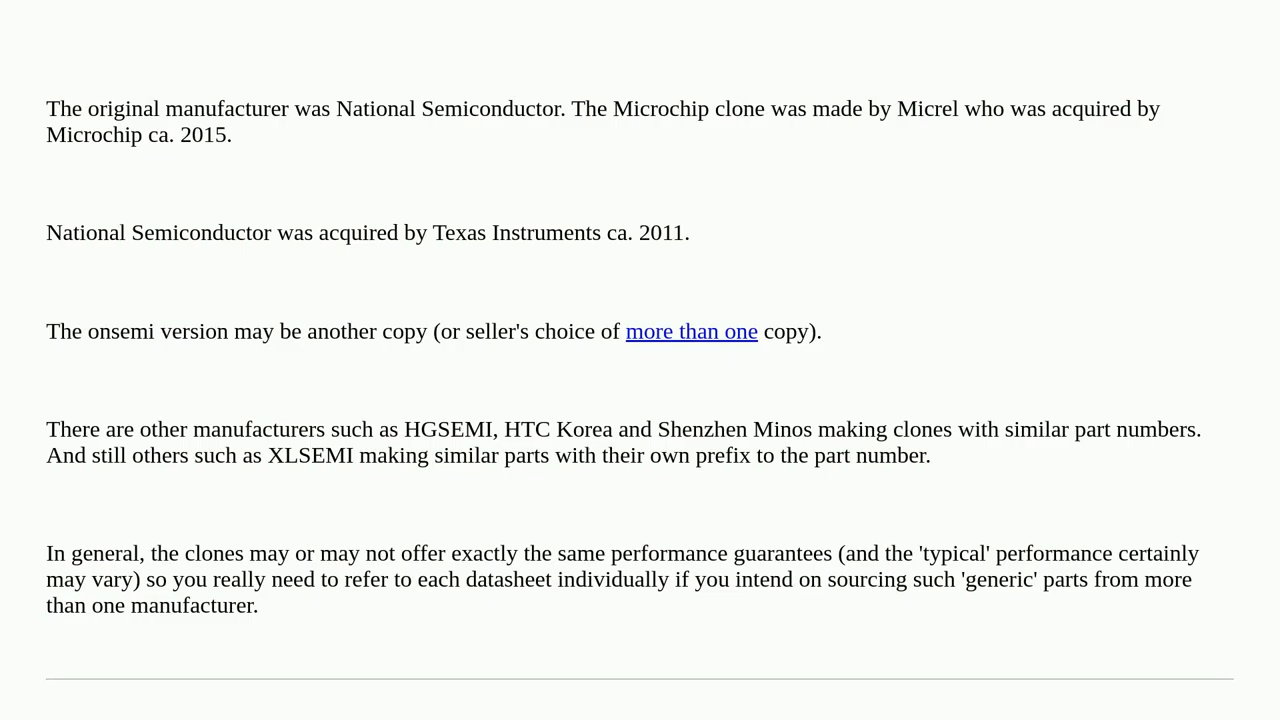 The original manufacturer was National Semiconductor. The Microchip clone was made by Micrel who was acquired by
Microchip ca. 2015.
National Semiconductor was acquired by Texas Instruments ca. 2011.
The onsemi version may be another copy (or seller's choice of more than one copy).
There are other manufacturers such as HGSEMI, HTC Korea and Shenzhen Minos making clones with similar part numbers.
And still others such as XLSEMI making similar parts with their own prefix to the part number.
In general, the clones may or may not offer exactly the same performance guarantees (and the 'typical' performance certainly
may vary) so you really need to refer to each datasheet individually if you intend on sourcing such 'generic' parts from more
than one manufacturer.